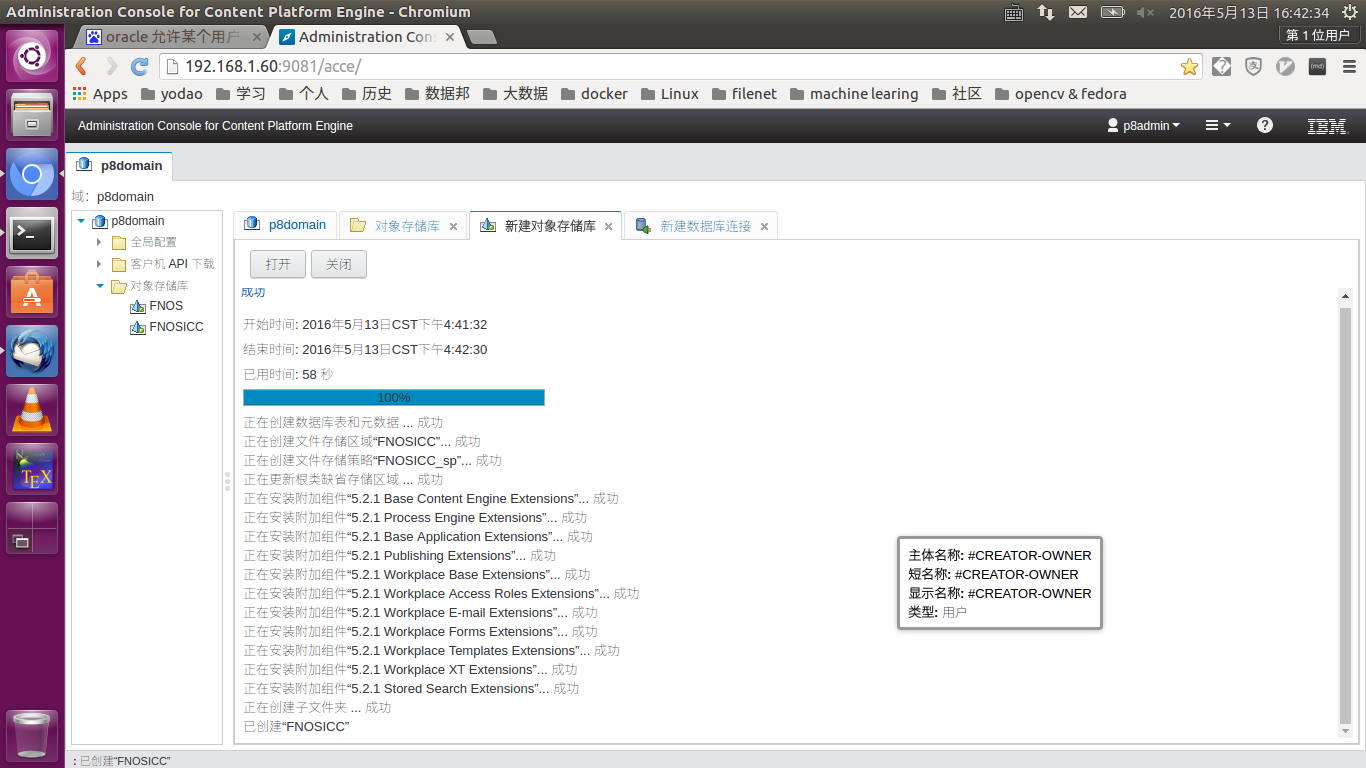 Administration Console for Content Platform Engine - Chromium
2016年5月13日 16:42:34
oracle 允许某个用户
Administration Con
第 1 位用户
192.168.1.60:9081/acce/
Apps yodao 学习 个人 历史 数据邦 大数据 docker Linux filenet machine learing 社区 opencv & fedora
Administration Console for Content Platform Engine
p8admin
IBM
p8domain
域: p8domain
p8domain
全局配置
客户机 API 下载
对象存储库
FNOS
FNOSICC
p8domain 对象存储库 新建对象存储库 新建数据库连接
打开 关闭
成功
开始时间: 2016年5月13日CST下午4:41:32
结束时间: 2016年5月13日CST下午4:42:30
已用时间: 58 秒
100%
正在创建数据库表和元数据 ... 成功
正在创建文件存储区域“FNOSICC”... 成功
正在创建文件存储策略“FNOSICC_sp”... 成功
正在更新根类缺省存储区域 ... 成功
正在安装附加组件“5.2.1 Base Content Engine Extensions”... 成功
正在安装附加组件“5.2.1 Process Engine Extensions”... 成功
正在安装附加组件“5.2.1 Base Application Extensions”... 成功
正在安装附加组件“5.2.1 Publishing Extensions”... 成功
正在安装附加组件“5.2.1 Workplace Base Extensions”... 成功
正在安装附加组件“5.2.1 Workplace Access Roles Extensions”... 成功
正在安装附加组件“5.2.1 Workplace E-mail Extensions”... 成功
正在安装附加组件“5.2.1 Workplace Forms Extensions”... 成功
正在安装附加组件“5.2.1 Workplace Templates Extensions”... 成功
正在安装附加组件“5.2.1 Workplace XT Extensions”... 成功
正在安装附加组件“5.2.1 Stored Search Extensions”... 成功
正在创建子文件夹 ... 成功
已创建“FNOSICC”
主体名称: #CREATOR-OWNER
短名称: #CREATOR-OWNER
显示名称: #CREATOR-OWNER
类型: 用户
: 已创建“FNOSICC”